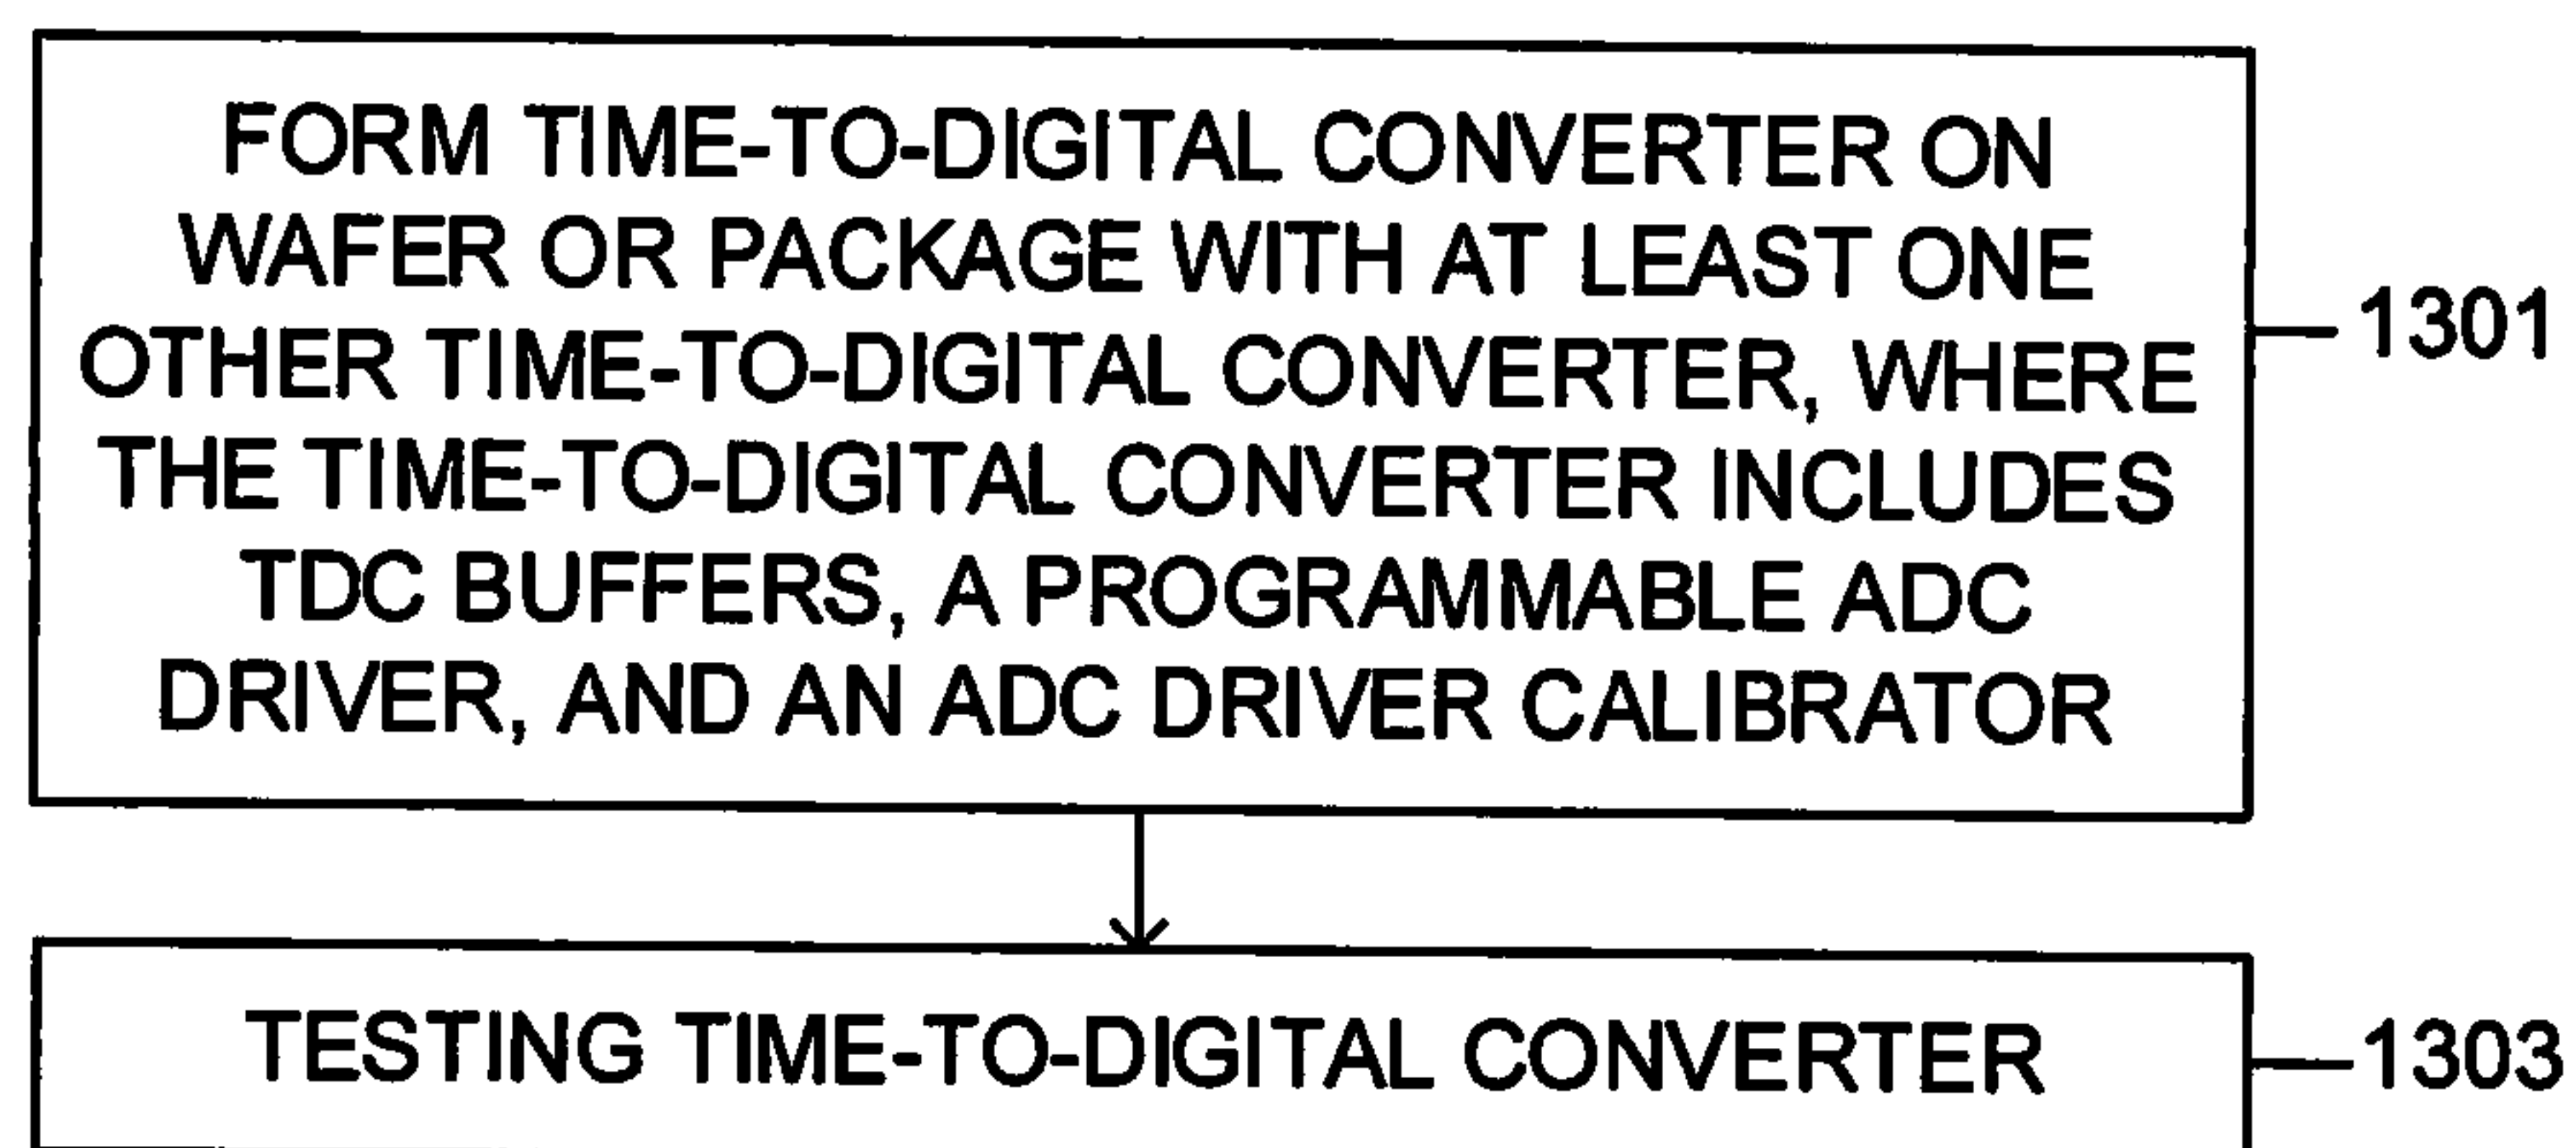 FORM TIME-TO-DIGITAL CONVERTER ON
WAFER OR PACKAGE WITH AT LEAST ONE
OTHER TIME-TO-DIGITAL CONVERTER, WHERE
THE TIME-TO-DIGITAL CONVERTER INCLUDES
TDC BUFFERS, A PROGRAMMABLE ADC
DRIVER, AND AN ADC DRIVER CALIBRATOR
1301
TESTING TIME-TO-DIGITAL CONVERTER
1303